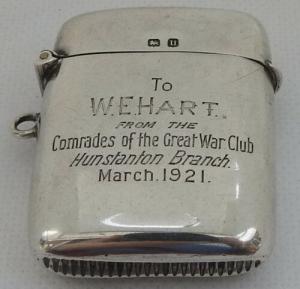 To
W.E.HART.
FROM THE
Comrades of the Great War Club
Hunstanton Branch.
March.1921.